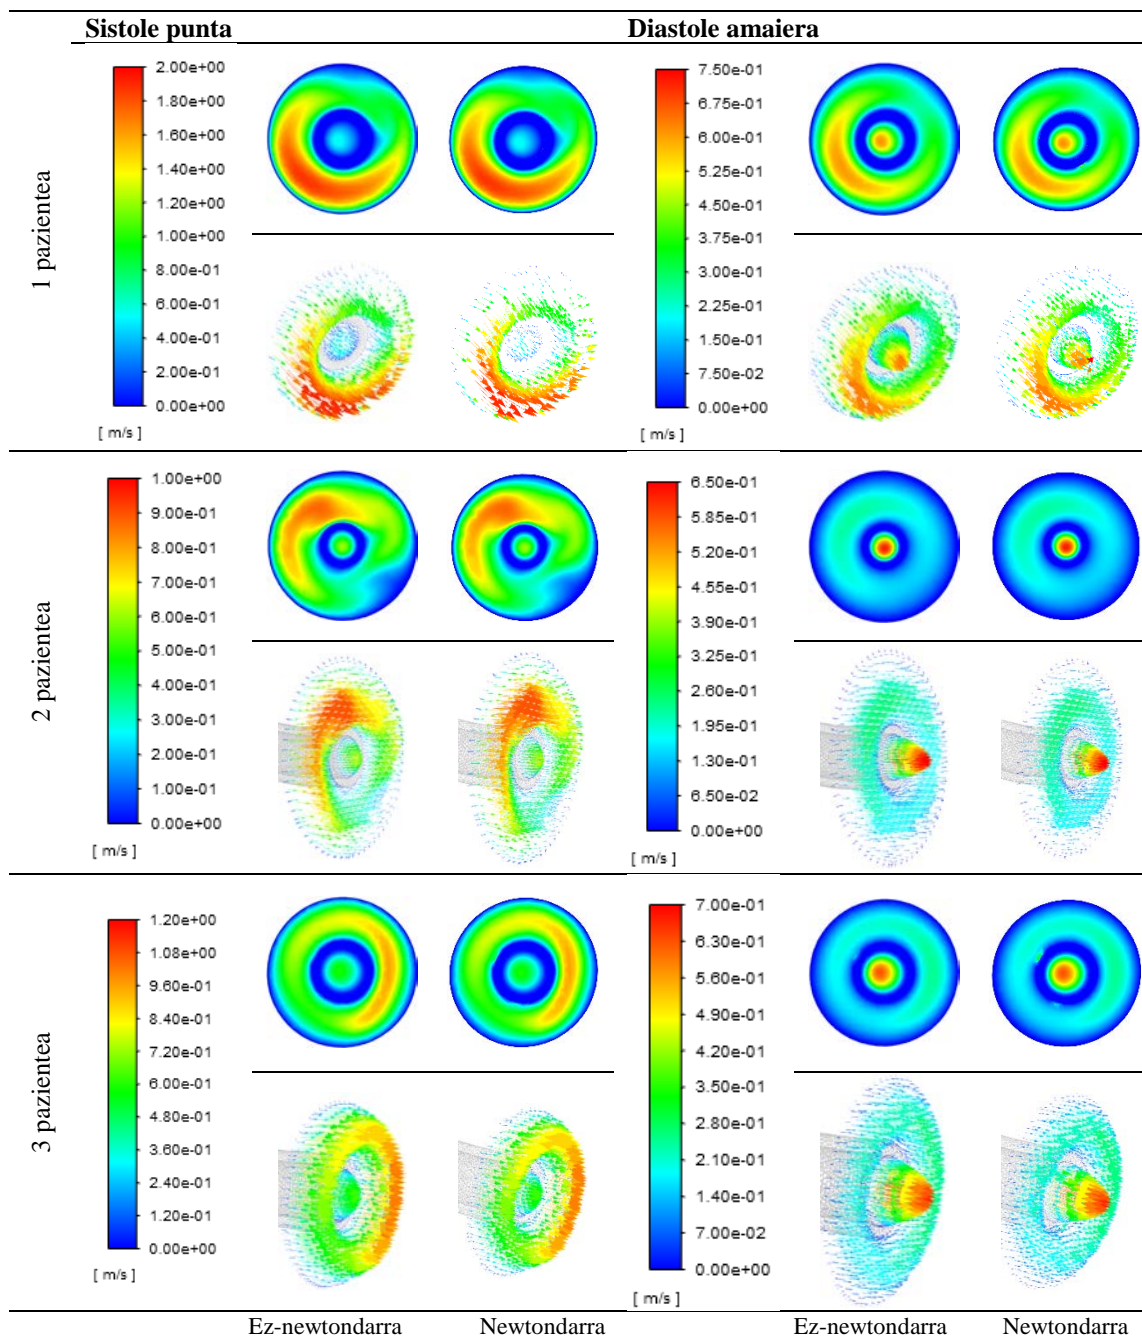 Sistole punta
Diastole amaiera
1 pazientea
2.00e+00
1.80e+00
1.60e+00
1.40e+00
1.20e+00
1.00e+00
8.00e-01
6.00e-01
4.00e-01
2.00e-01
0.00e+00
[ m/s ]
7.50e-01
6.75e-01
6.00e-01
5.25e-01
4.50e-01
3.75e-01
3.00e-01
2.25e-01
1.50e-01
7.50e-02
0.00e+00
[ m/s ]
2 pazientea
1.00e+00
9.00e-01
8.00e-01
7.00e-01
6.00e-01
5.00e-01
4.00e-01
3.00e-01
2.00e-01
1.00e-01
0.00e+00
[ m/s ]
6.50e-01
5.85e-01
5.20e-01
4.55e-01
3.90e-01
3.25e-01
2.60e-01
1.95e-01
1.30e-01
6.50e-02
0.00e+00
[ m/s ]
3 pazientea
1.20e+00
1.08e+00
9.60e-01
8.40e-01
7.20e-01
6.00e-01
4.80e-01
3.60e-01
2.40e-01
1.20e-01
0.00e+00
[ m/s ]
7.00e-01
6.30e-01
5.60e-01
4.90e-01
4.20e-01
3.50e-01
2.80e-01
2.10e-01
1.40e-01
7.00e-02
0.00e+00
[ m/s ]
Ez-newtondarra
Newtondarra
Ez-newtondarra
Newtondarra